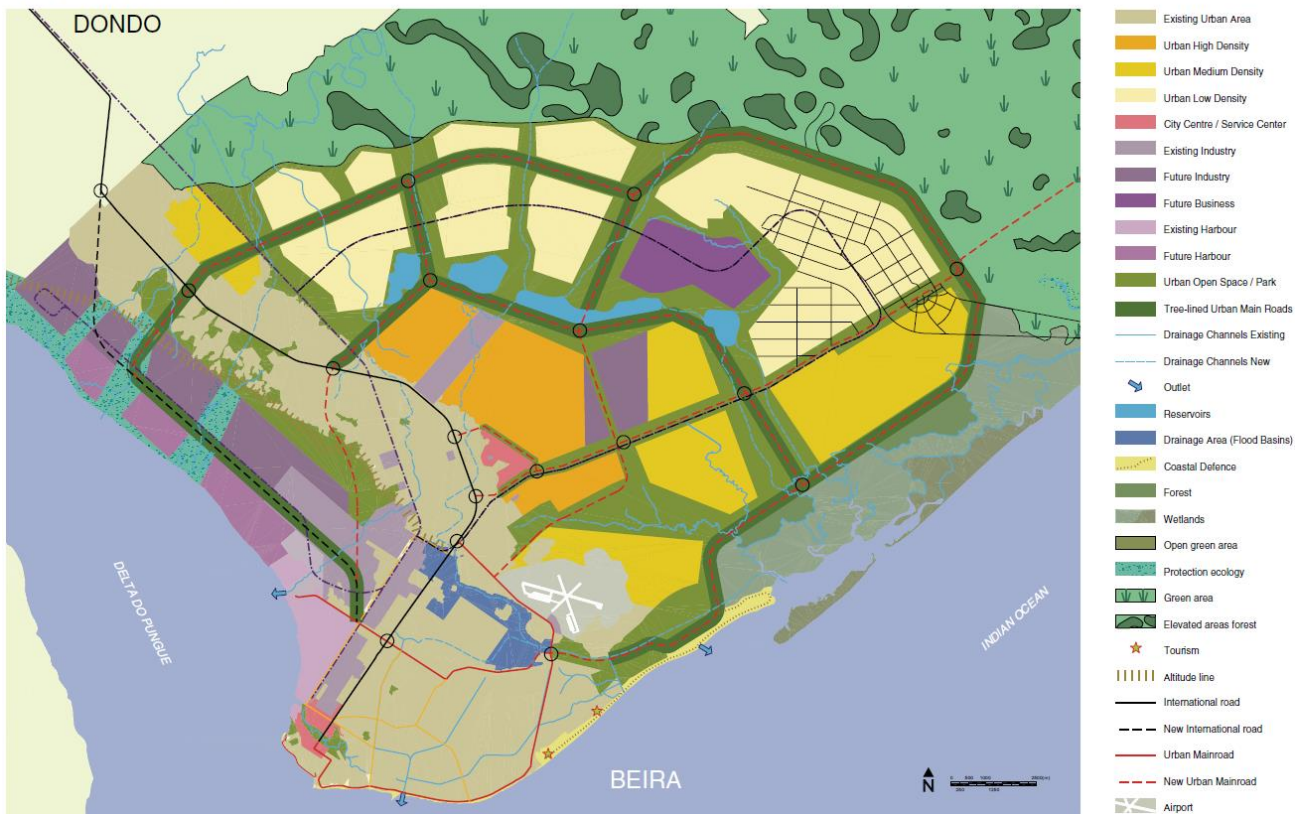 DONDO
DELTA DO PUNGUE
INDIAN OCEAN
BEIRA
N
Existing Urban Area
Urban High Density
Urban Medium Density
Urban Low Density
City Centre / Service Center
Existing Industry
Future Industry
Future Business
Existing Harbour
Future Harbour
Urban Open Space / Park
Tree-lined Urban Main Roads
Drainage Channels Existing
Drainage Channels New
Outlet
Reservoirs
Drainage Area (Flood Basins)
Coastal Defence
Forest
Wetlands
Open green area
Protection ecology
Green area
Elevated areas forest
Tourism
Altitude line
International road
New International road
Urban Mainroad
New Urban Mainroad
Airport